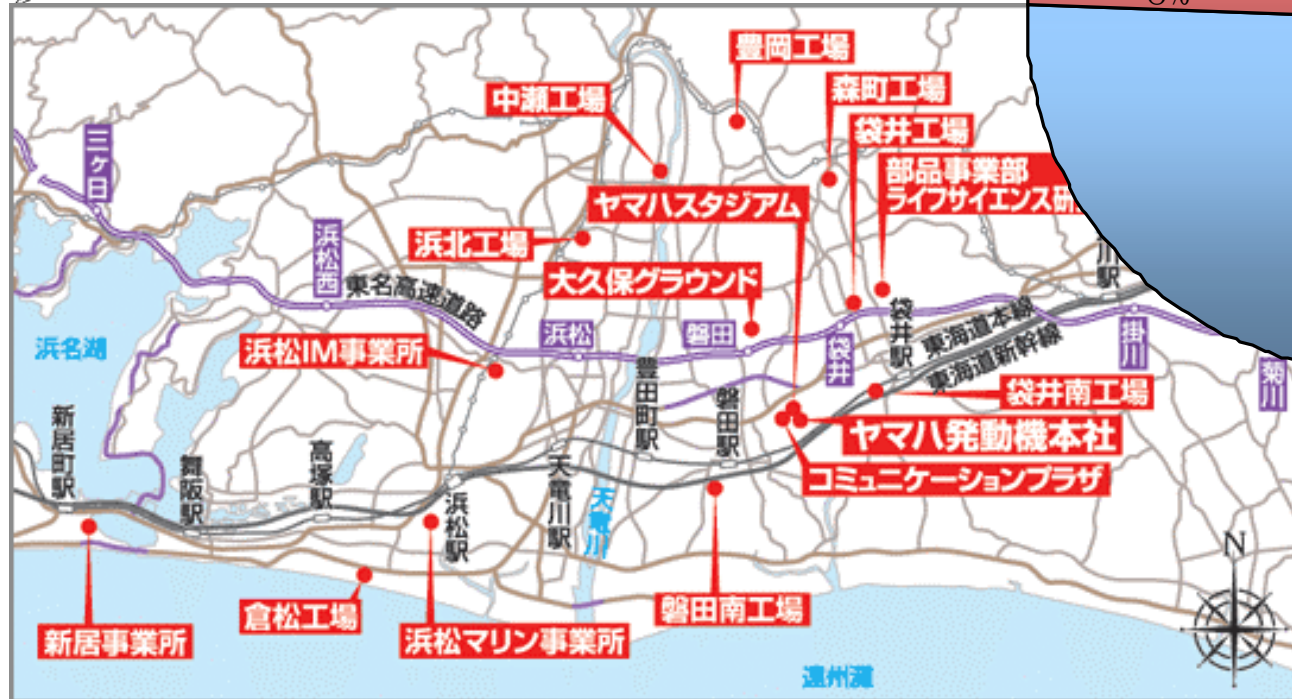 %
豊岡工場
中瀬工場
森町工場
袋井工場
部品事業部
ライフサイエンス研
ヤマハスタジアム
三ヶ日
浜北工場
浜松西
大久保グラウンド
東名高速道路
川駅
浜名湖
浜松IM事業所
浜松
磐田
袋井
袋井駅
東海道本線
東海道新幹線
掛川
菊川
豊田町駅
磐田駅
袋井南工場
ヤマハ発動機本社
コミュニケーションプラザ
新居町駅
舞阪駅
高塚駅
浜松駅
天竜川駅
天竜川
N
新居事業所
倉松工場
浜松マリン事業所
磐田南工場
遠州灘